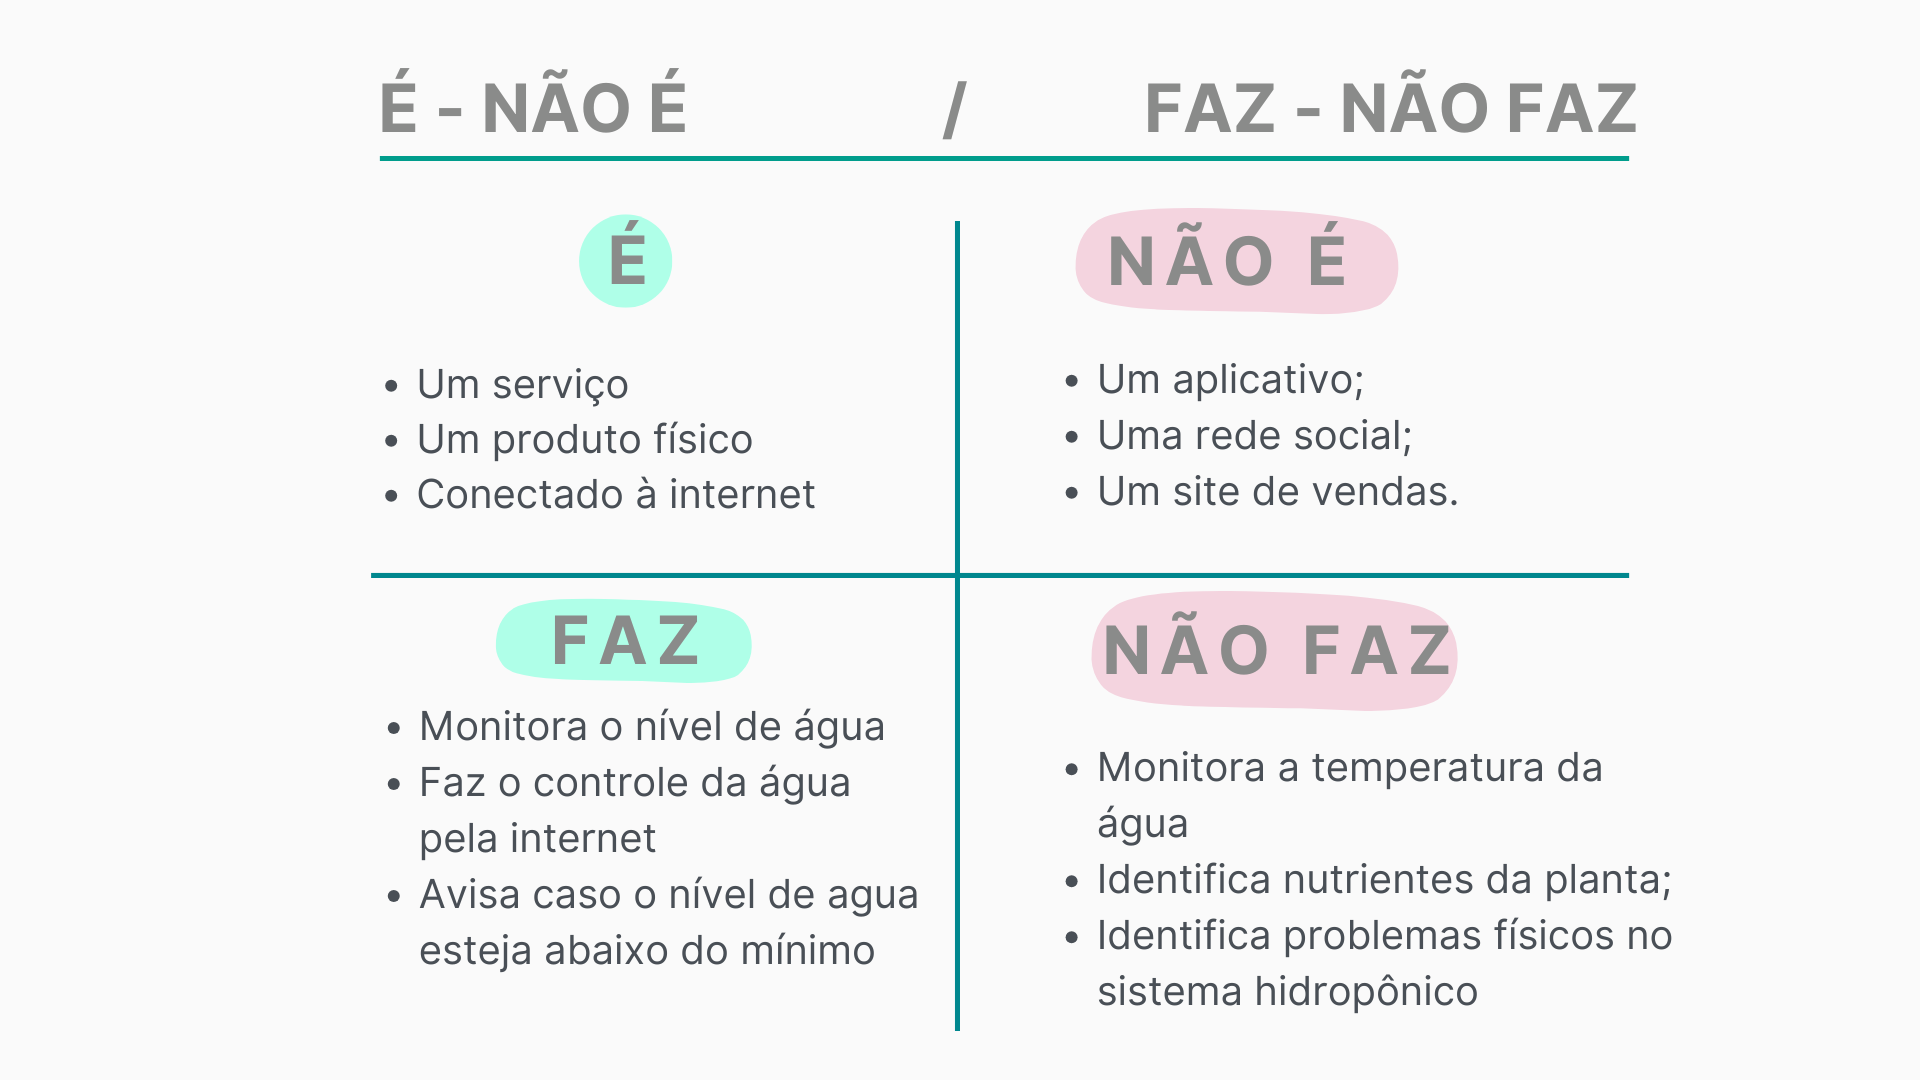 É - NÃO É / FAZ - NÃO FAZ
É
• Um serviço
• Um produto físico
• Conectado à internet
NÃO É
• Um aplicativo;
• Uma rede social;
• Um site de vendas.
FAZ
• Monitora o nível de água
• Faz o controle da água
pela internet
• Avisa caso o nível de agua
esteja abaixo do mínimo
NÃO FAZ
• Monitora a temperatura da
água
• Identifica nutrientes da planta;
• Identifica problemas físicos no
sistema hidropônico